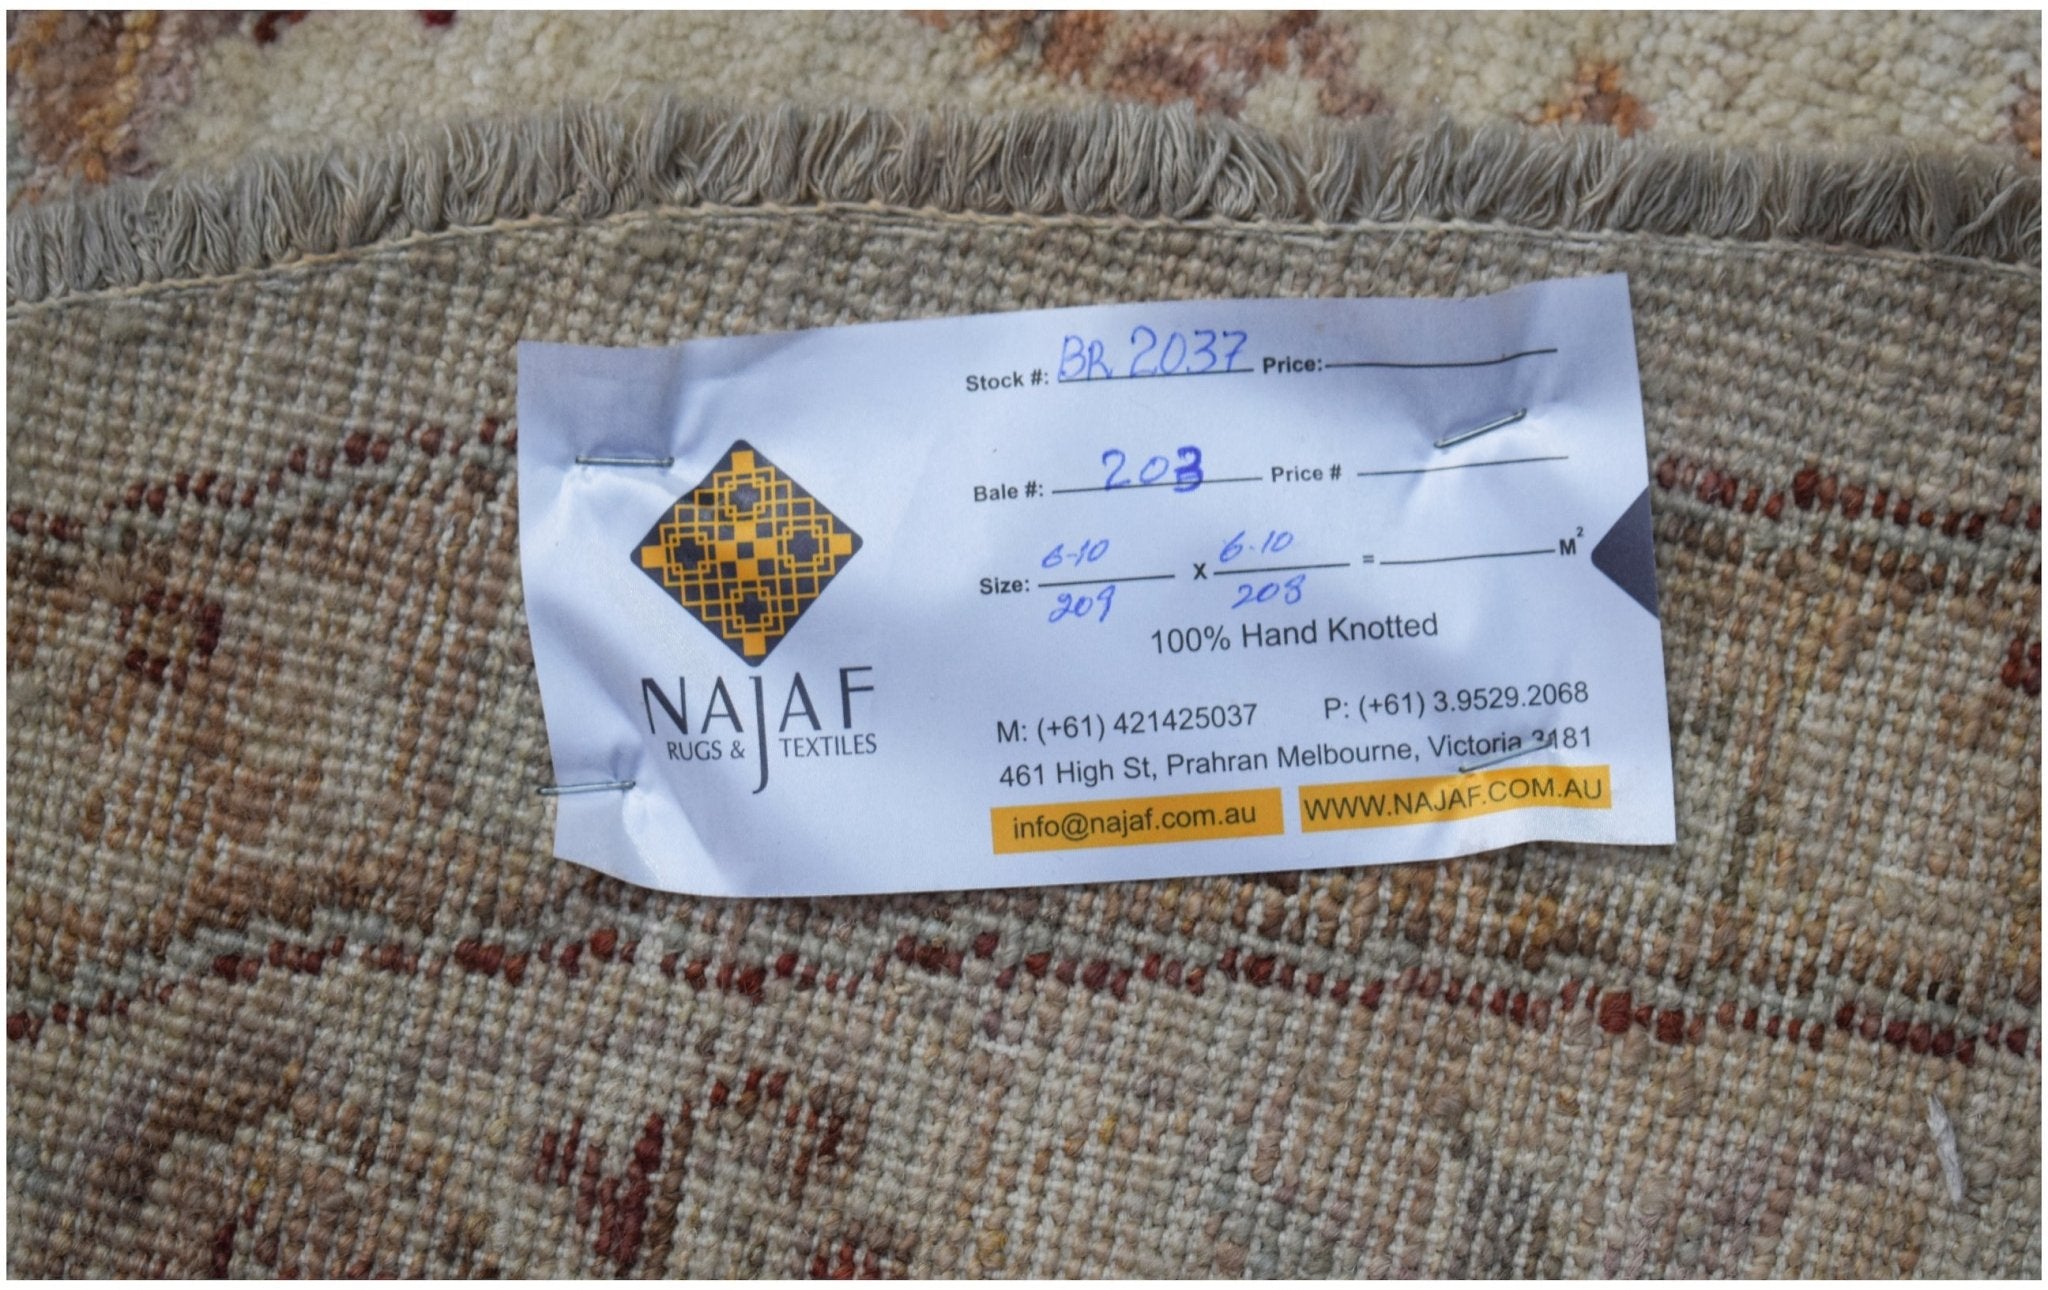 Stock #: BR 2037 Price:
Bale #: 203 Price #
6-10 6.10
Size: X = M²
209 208
100% Hand Knotted
NAJAF
RUGS & TEXTILES
M: (+61) 421425037 P: (+61) 3.9529.2068
461 High St, Prahran Melbourne, Victoria 3181
info@najaf.com.au WWW.NAJAF.COM.AU